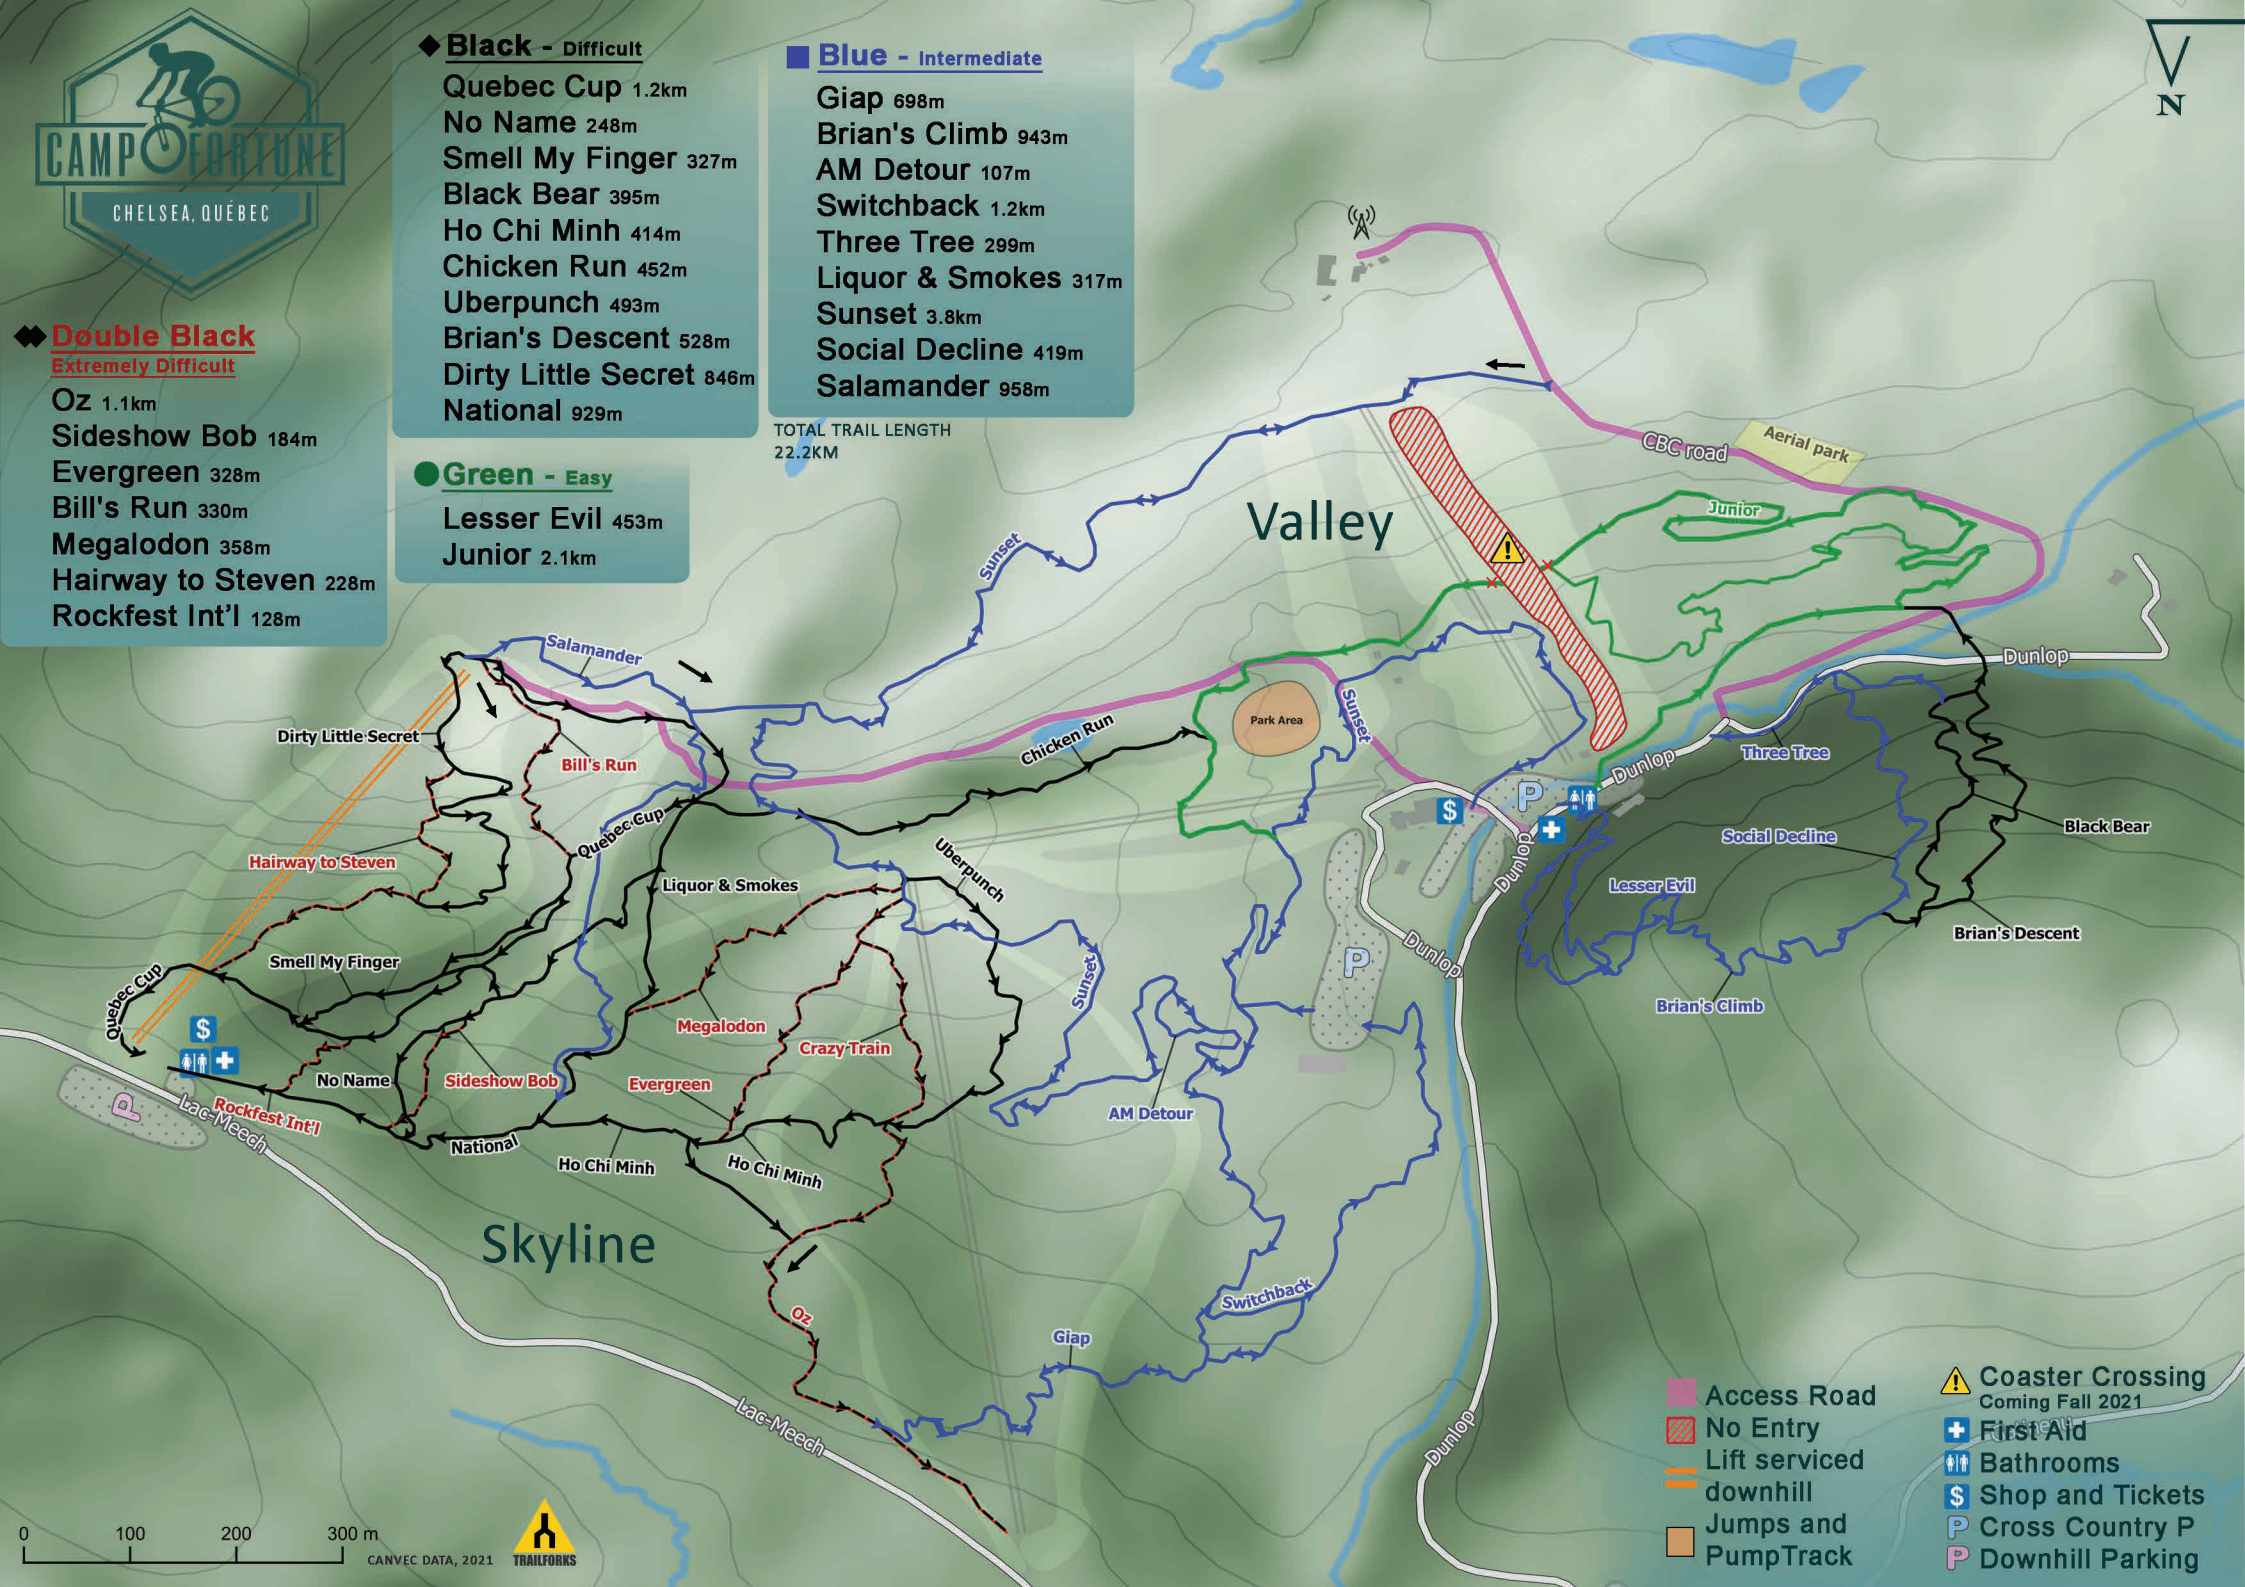 CAMP FORTUNE
CHELSEA, QUÉBEC
Double Black
Extremely Difficult
Oz 1.1km
Sideshow Bob 184m
Evergreen 328m
Bill's Run 330m
Megalodon 358m
Hairway to Steven 228m
Rockfest Int'l 128m
Black - Difficult
Quebec Cup 1.2km
No Name 248m
Smell My Finger 327m
Black Bear 395m
Ho Chi Minh 414m
Chicken Run 452m
Uberpunch 493m
Brian's Descent 528m
Dirty Little Secret 846m
National 929m
Green - Easy
Lesser Evil 453m
Junior 2.1km
Blue - Intermediate
Giap 698m
Brian's Climb 943m
AM Detour 107m
Switchback 1.2km
Three Tree 299m
Liquor & Smokes 317m
Sunset 3.8km
Social Decline 419m
Salamander 958m
TOTAL TRAIL LENGTH
22.2KM
N
CBC road
Aerial park
Junior
Valley
Sunset
Salamander
Dirty Little Secret
Bill's Run
Chicken Run
Park Area
Sunset
Dunlop
Three Tree
Dunlop
P
$
Quebec Cup
Hairway to Steven
Liquor & Smokes
Uberpunch
Social Decline
Black Bear
Dunlop
Lesser Evil
Brian's Descent
Smell My Finger
Quebec Cup
Dunlop
P
Sunset
Brian's Climb
$
Megalodon
Crazy Train
No Name
Sideshow Bob
Evergreen
AM Detour
P
Lac-Meech
Rockfest Int'l
National
Ho Chi Minh
Ho Chi Minh
Skyline
Switchback
Oz
Giap
Lac-Meech
Dunlop
0 100 200 300 m
CANVEC DATA, 2021
TRAILFORKS
Access Road
No Entry
Lift serviced
downhill
Jumps and
PumpTrack
Coaster Crossing
Coming Fall 2021
First Aid
Bathrooms
$ Shop and Tickets
P Cross Country P
P Downhill Parking